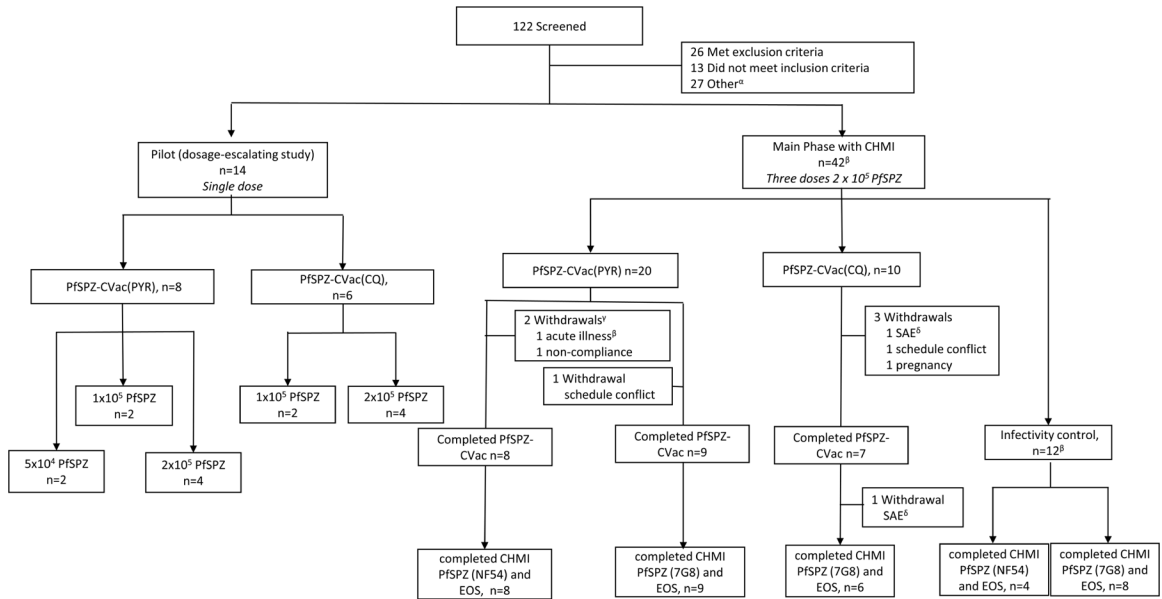 122 Screened
26 Met exclusion criteria
13 Did not meet inclusion criteria
27 Otherᵅ
Pilot (dosage-escalating study)
n=14
Single dose
Main Phase with CHMI
n=42ᵝ
Three doses 2 x 10⁵ PfSPZ
PfSPZ-CVac(PYR), n=8
PfSPZ-CVac(CQ),
n=6
PfSPZ-CVac(PYR) n=20
PfSPZ-CVac(CQ), n=10
2 Withdrawalsᵞ
1 acute illnessᵝ
1 non-compliance
3 Withdrawals
1 SAEᵟ
1 schedule conflict
1 pregnancy
1 Withdrawal
schedule conflict
5x10⁴ PfSPZ
n=2
1x10⁵ PfSPZ
n=2
2x10⁵ PfSPZ
n=4
1x10⁵ PfSPZ
n=2
2x10⁵ PfSPZ
n=4
Completed PfSPZ-
CVac n=8
Completed PfSPZ-
CVac n=9
Completed PfSPZ-
CVac n=7
Infectivity control,
n=12ᵝ
1 Withdrawal
SAEᵟ
completed CHMI
PfSPZ (NF54) and
EOS, n=8
completed CHMI
PfSPZ (7G8) and
EOS, n=9
completed CHMI
PfSPZ (7G8) and
EOS, n=6
completed CHMI
PfSPZ (NF54)
and EOS, n=4
completed CHMI
PfSPZ (7G8) and
EOS, n=8